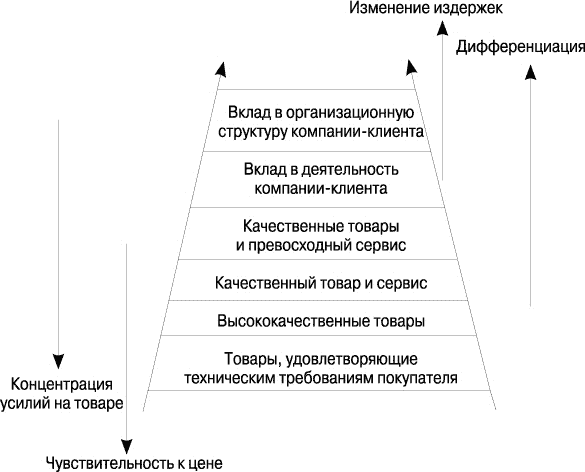 Изменение издержек
Дифференциация
Вклад в организационную
структуру компании-клиента
Вклад в деятельность
компании-клиента
Качественные товары
и превосходный сервис
Качественный товар и сервис
Высококачественные товары
Товары, удовлетворяющие
техническим требованиям покупателя
Концентрация
усилий на товаре
Чувствительность к цене